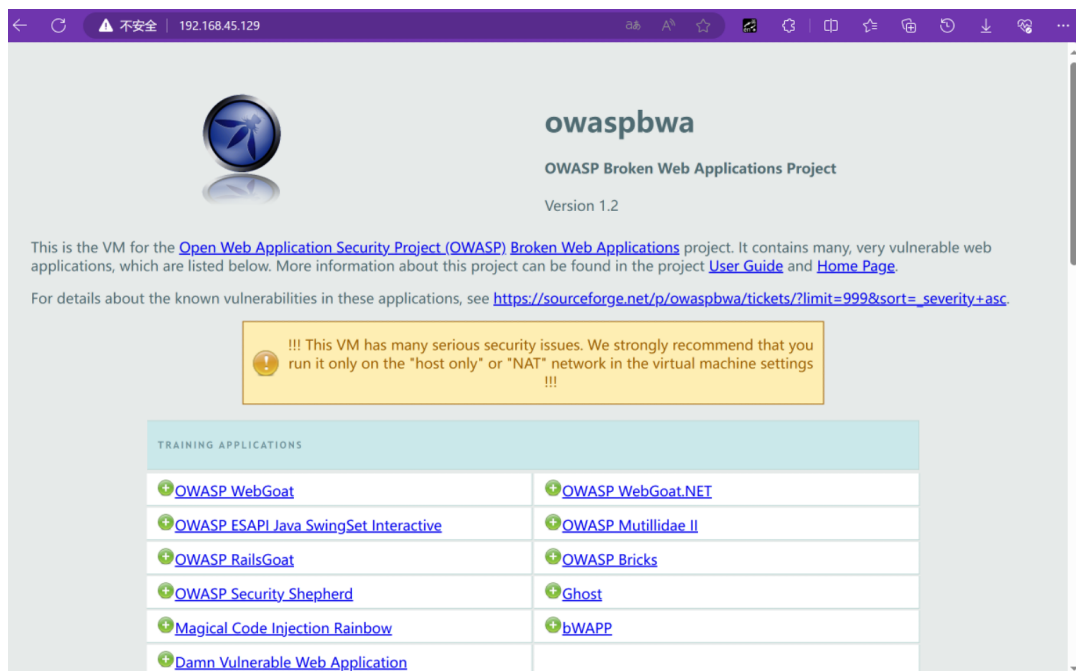 不安全 | 192.168.45.129
owaspbwa
OWASP Broken Web Applications Project
Version 1.2
This is the VM for the Open Web Application Security Project (OWASP) Broken Web Applications project. It contains many, very vulnerable web
applications, which are listed below. More information about this project can be found in the project User Guide and Home Page.
For details about the known vulnerabilities in these applications, see https://sourceforge.net/p/owaspbwa/tickets/?limit=999&sort=_severity+asc.
!!! This VM has many serious security issues. We strongly recommend that you
run it only on the "host only" or "NAT" network in the virtual machine settings
!!!
TRAINING APPLICATIONS
OWASP WebGoat
OWASP WebGoat.NET
OWASP ESAPI Java SwingSet Interactive
OWASP Mutillidae II
OWASP RailsGoat
OWASP Bricks
OWASP Security Shepherd
Ghost
Magical Code Injection Rainbow
bWAPP
Damn Vulnerable Web Application